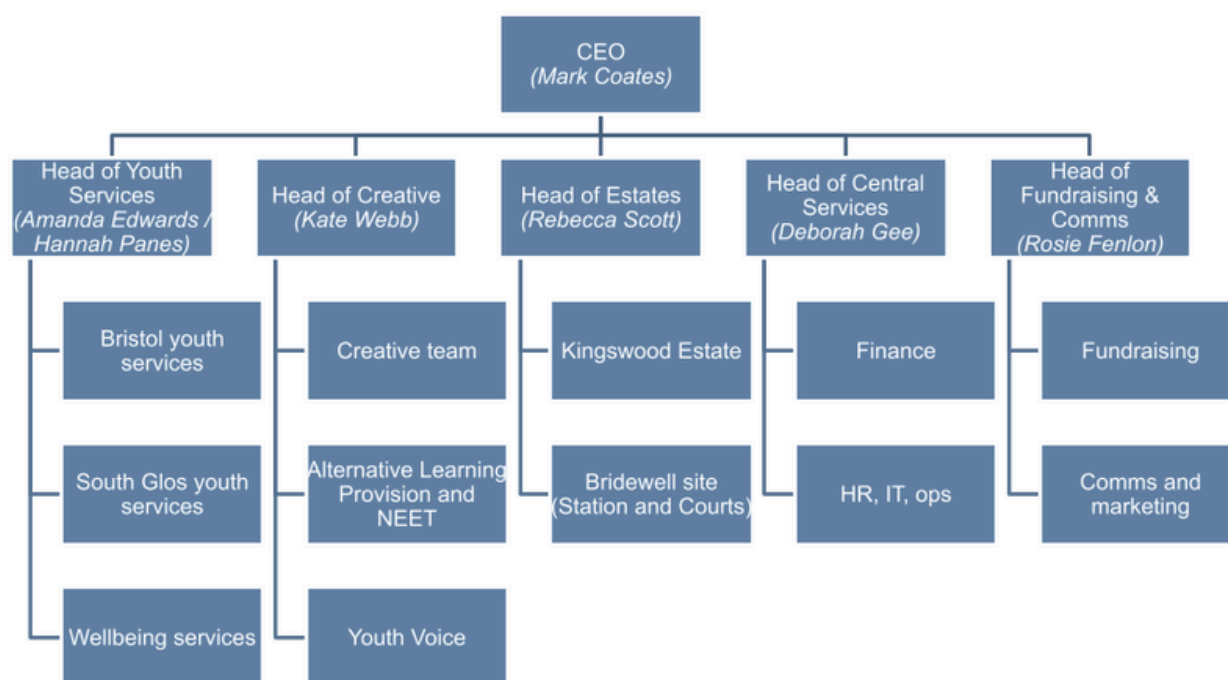 CEO
(Mark Coates)
Head of Youth
Services
(Amanda Edwards /
Hannah Panes)
Head of Creative
(Kate Webb)
Head of Estates
(Rebecca Scott)
Head of Central
Services
(Deborah Gee)
Head of
Fundraising &
Comms
(Rosie Fenlon)
Bristol youth
services
Creative team
Kingswood Estate
Finance
Fundraising
South Glos youth
services
Alternative Learning
Provision and
NEET
Bridewell site
(Station and Courts)
HR, IT, ops
Comms and
marketing
Wellbeing services
Youth Voice